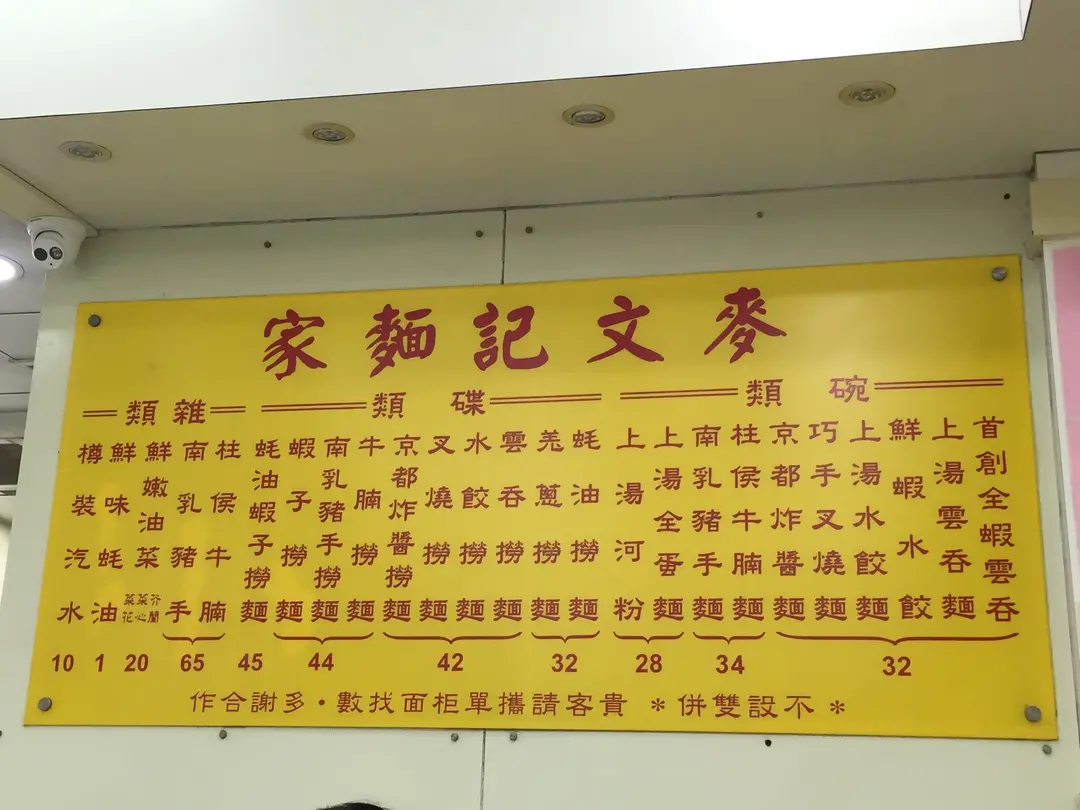 麥文記麵家
碗類
首創全蝦雲吞
上湯雲吞麵
鮮蝦水餃
上湯水餃麵
巧手叉燒麵
京都炸醬麵
32
柱侯牛腩麵
南乳豬手麵
34
上湯全蛋麵
上湯河粉
28
碟類
蚝油撈麵
羗蔥撈麵
32
雲吞撈麵
水餃撈麵
叉燒撈麵
京都炸醬撈麵
42
牛腩撈麵
南乳豬手撈麵
蝦子撈麵
44
蚝油蝦子撈麵
45
雜類
柱侯牛腩
南乳豬手
65
鮮嫩油菜
芥蘭
菜心
菜花
20
鮮味蚝油
1
樽裝汽水
10
*不設雙併 *貴客請攜單柜面找數·多謝合作